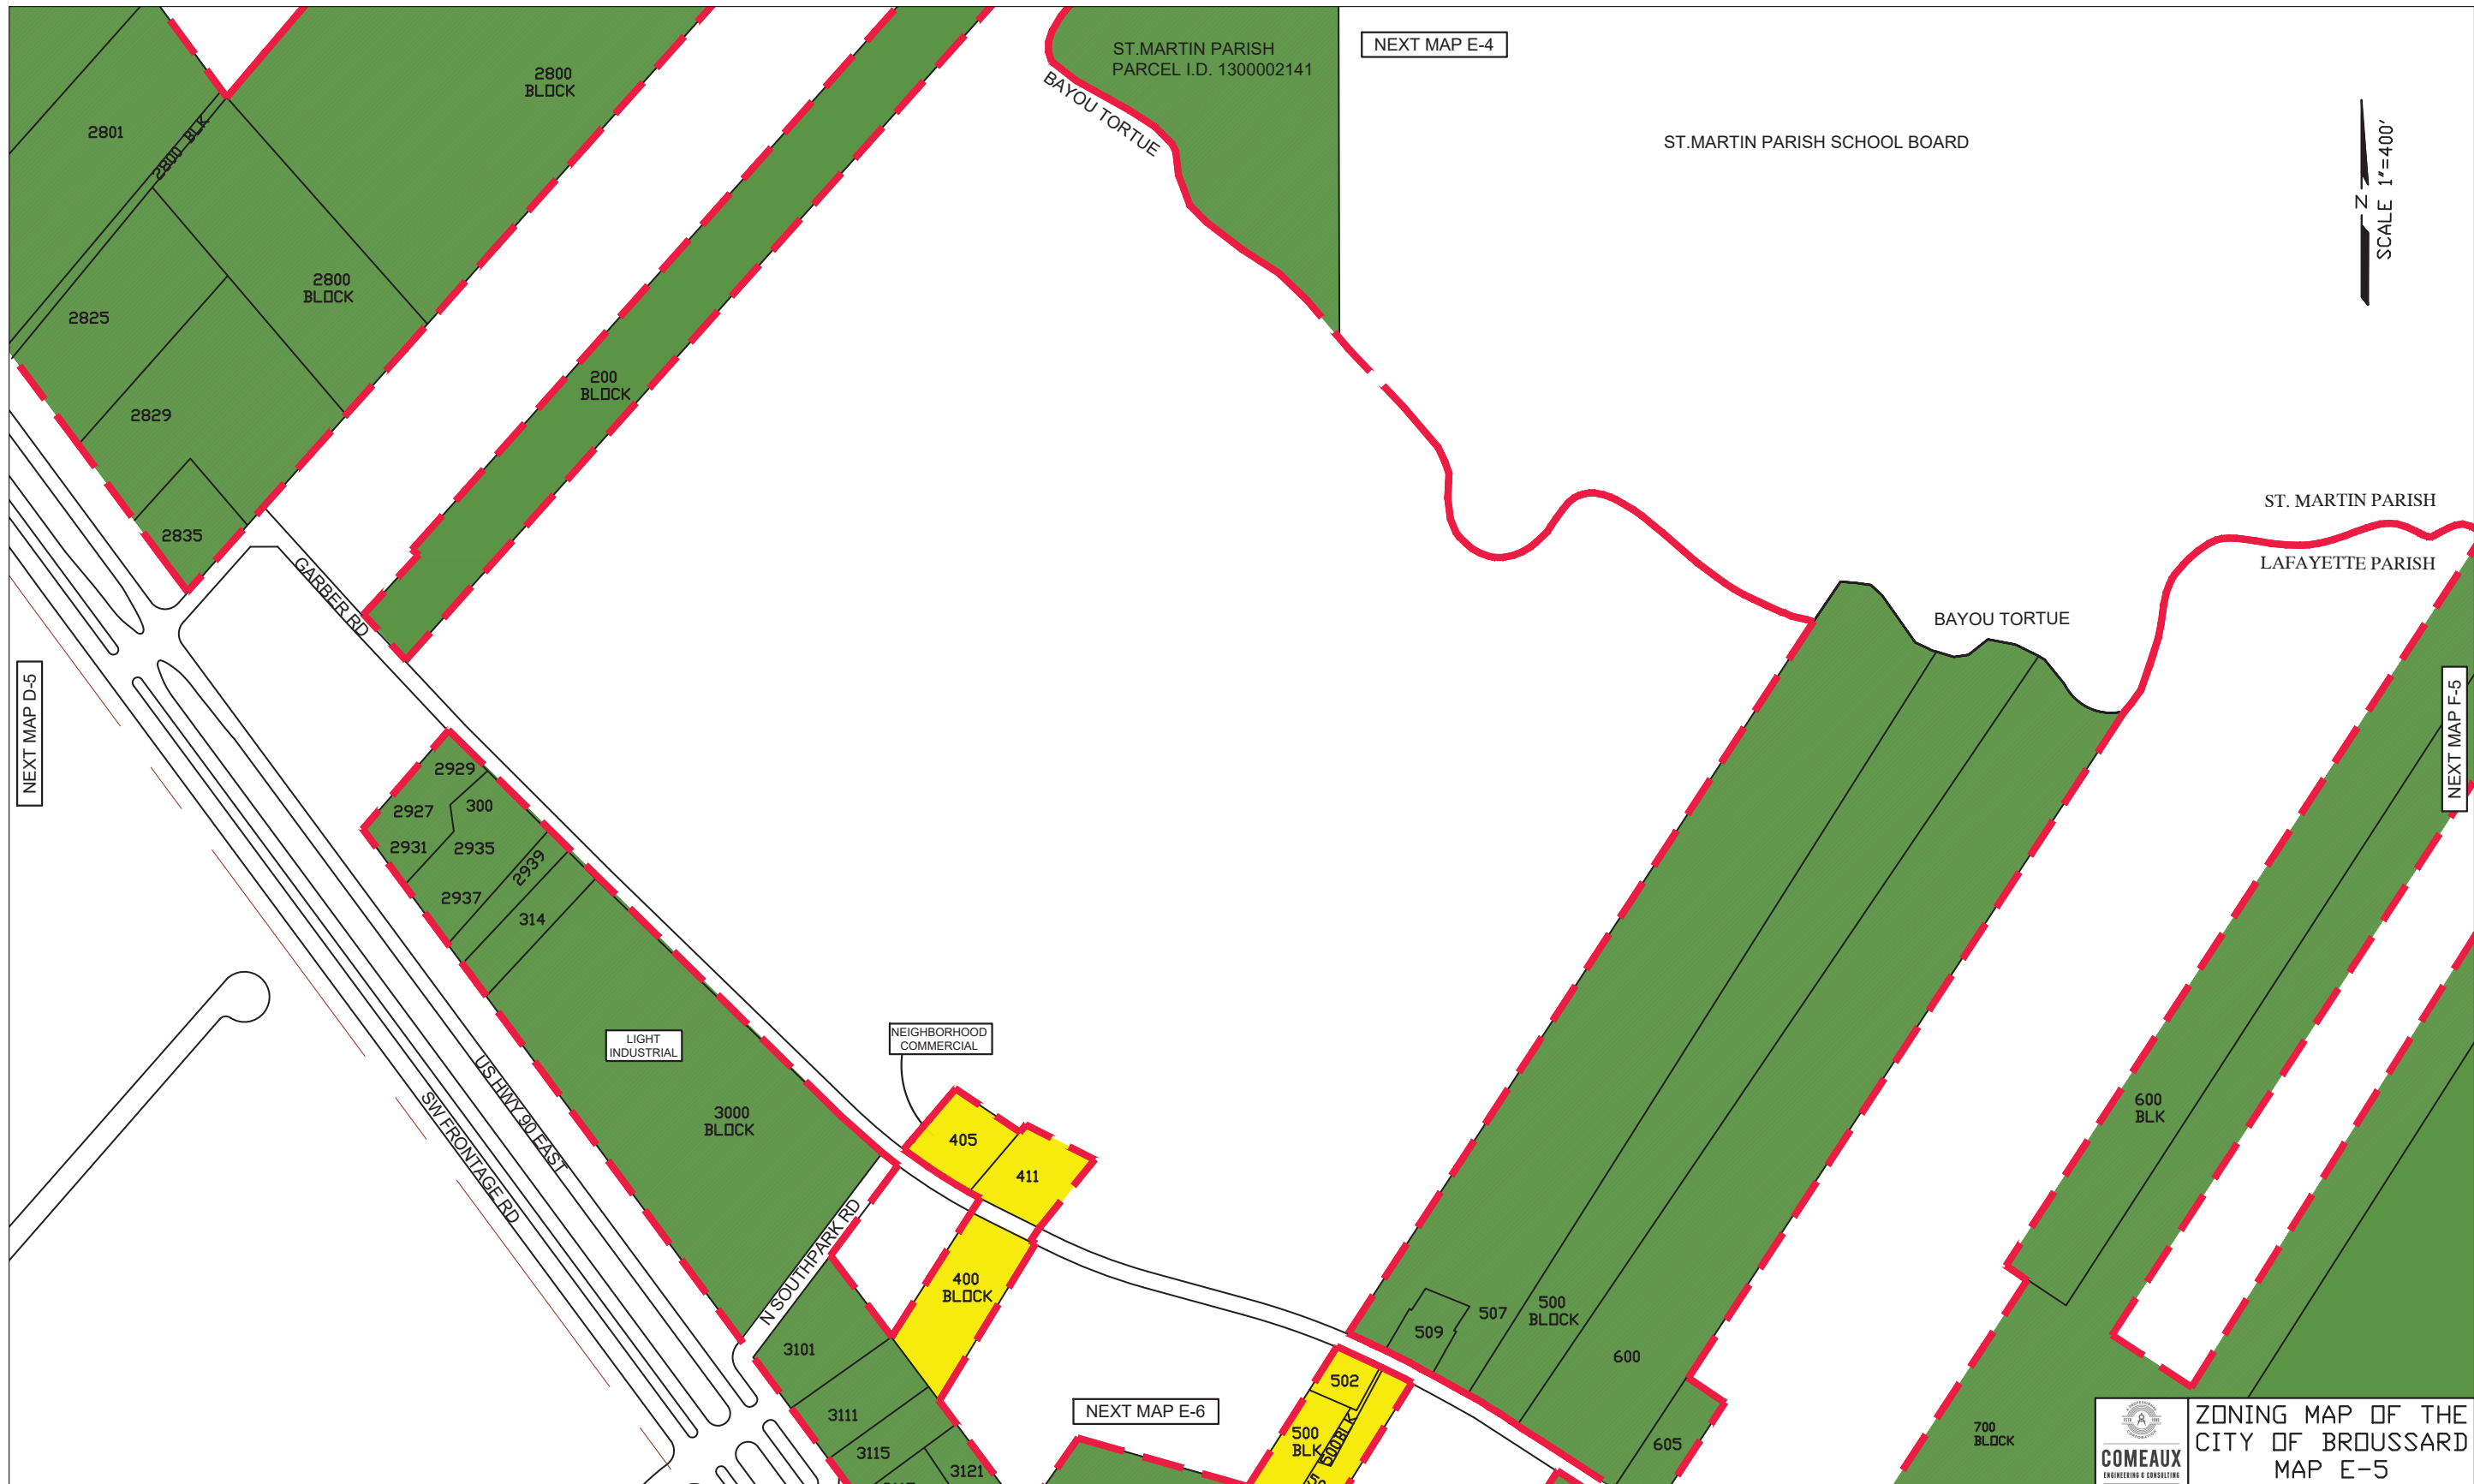 NEXT MAP E-4
ST.MARTIN PARISH
PARCEL I.D. 1300002141
BAYOU TORTUE
ST.MARTIN PARISH SCHOOL BOARD
N
SCALE 1"=400'
2800
BLOCK
2801
2800 BLK
2800
BLOCK
2825
2829
2835
200
BLOCK
ST. MARTIN PARISH
LAFAYETTE PARISH
BAYOU TORTUE
GARBER RD
NEXT MAP D-5
NEXT MAP F-5
2929
2927
300
2931
2935
2939
2937
314
LIGHT
INDUSTRIAL
NEIGHBORHOOD
COMMERCIAL
3000
BLOCK
US HWY 90 EAST
SW FRONTAGE RD
405
411
600
BLK
N SOUTHPARK RD
400
BLOCK
507
500
BLOCK
509
600
3101
502
3111
NEXT MAP E-6
500
BLK
500BLK
3115
3121
605
700
BLOCK
COMEAUX
ENGINEERING & CONSULTING
ZONING MAP OF THE
CITY OF BROUSSARD
MAP E-5